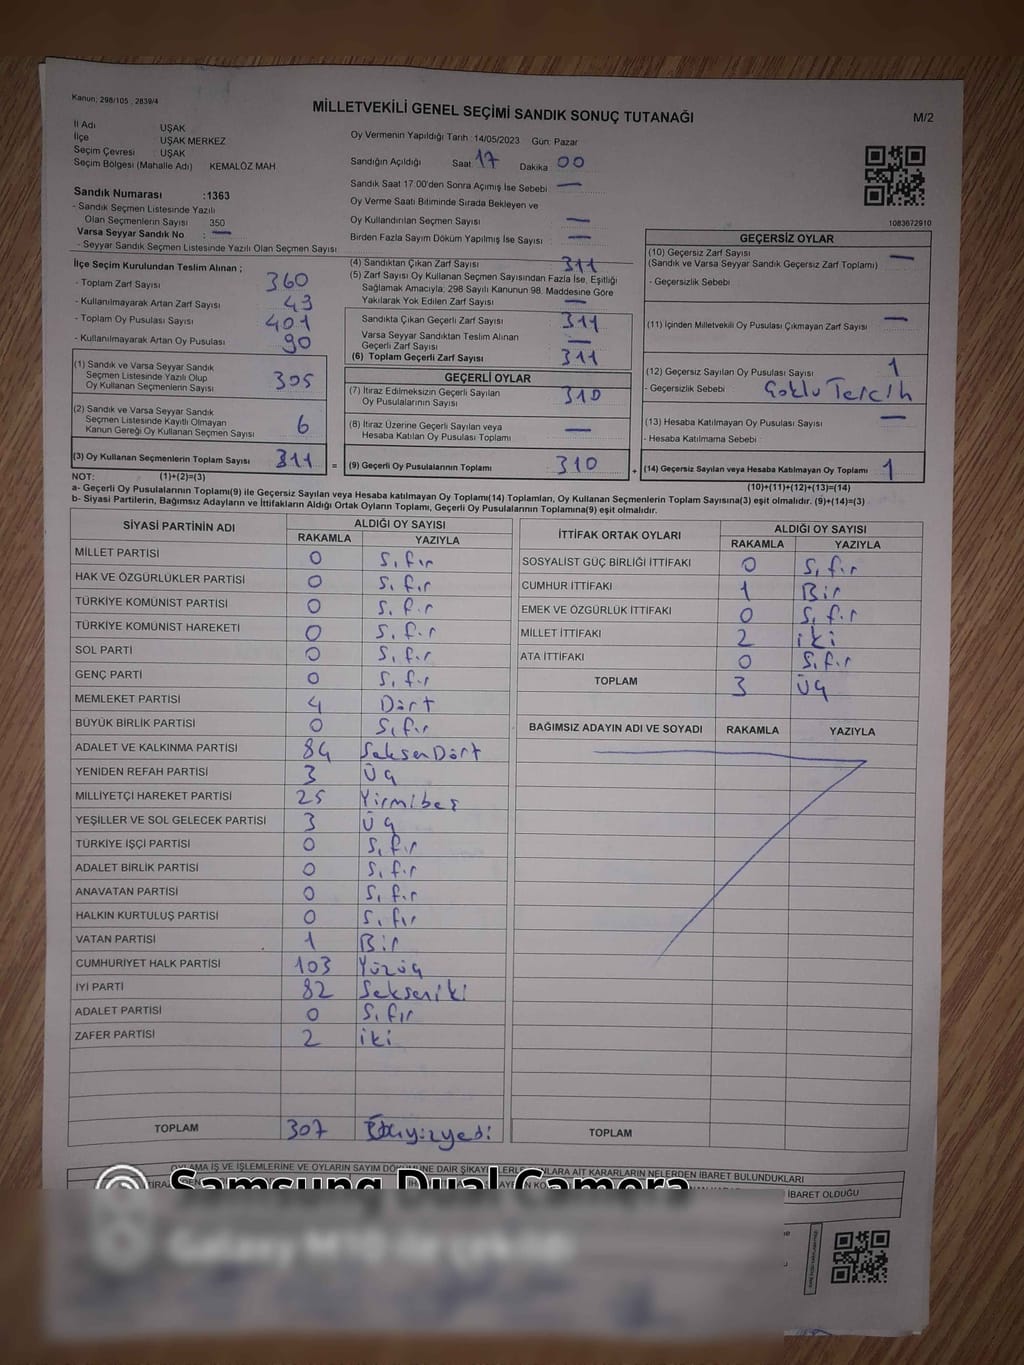 Kanun; 298/105 , 2839/4
MİLLETVEKİLİ GENEL SEÇİMİ SANDIK SONUÇ TUTANAĞI
M/2
İl Adı UŞAK
İlçe UŞAK MERKEZ
Seçim Çevresi UŞAK
Seçim Bölgesi (Mahalle Adı) KEMALÖZ MAH.
Sandık Numarası :1363
- Sandık Seçmen Listesinde Yazılı
Olan Seçmenlerin Sayısı 350
Varsa Seyyar Sandık No : —
- Seyyar Sandık Seçmen Listesinde Yazılı Olan Seçmen Sayısı
Oy Vermenin Yapıldığı Tarih :14/05/2023 Gün: Pazar
Sandığın Açıldığı Saat 17 Dakika 00
Sandık Saat 17:00'den Sonra Açımış İse Sebebi —
Oy Verme Saati Bitiminde Sırada Bekleyen ve
Oy Kullandırılan Seçmen Sayısı —
Birden Fazla Sayım Döküm Yapılmış İse Sayısı —
1083672910
İlçe Seçim Kurulundan Teslim Alınan ;
- Toplam Zarf Sayısı 360
- Kullanılmayarak Artan Zarf Sayısı 43
- Toplam Oy Pusulası Sayısı 401
- Kullanılmayarak Artan Oy Pusulası 90
(1) Sandık ve Varsa Seyyar Sandık
Seçmen Listesinde Yazılı Olup
Oy Kullanan Seçmenlerin Sayısı 305
(2) Sandık ve Varsa Seyyar Sandık
Seçmen Listesinde Kayıtlı Olmayan
Kanun Gereği Oy Kullanan Seçmen Sayısı 6
(3) Oy Kullanan Seçmenlerin Toplam Sayısı 311
(4) Sandıktan Çıkan Zarf Sayısı 311
(5) Zarf Sayısı Oy Kullanan Seçmen Sayısından Fazla İse, Eşitliği
Sağlamak Amacıyla; 298 Sayılı Kanunun 98. Maddesine Göre
Yakılarak Yok Edilen Zarf Sayısı —
Sandıkta Çıkan Geçerli Zarf Sayısı 311
Varsa Seyyar Sandıktan Teslim Alınan
Geçerli Zarf Sayısı —
(6) Toplam Geçerli Zarf Sayısı 311
GEÇERLİ OYLAR
(7) İtiraz Edilmeksizin Geçerli Sayılan
Oy Pusulalarının Sayısı 310
(8) İtiraz Üzerine Geçerli Sayılan veya
Hesaba Katılan Oy Pusulası Toplamı —
= (9) Geçerli Oy Pusulalarının Toplamı 310
GEÇERSİZ OYLAR
(10) Geçersiz Zarf Sayısı —
(Sandık ve Varsa Seyyar Sandık Geçersiz Zarf Toplamı)
- Geçersizlik Sebebi
(11) İçinden Milletvekili Oy Pusulası Çıkmayan Zarf Sayısı —
(12) Geçersiz Sayılan Oy Pusulası Sayısı 1
- Geçersizlik Sebebi Çoklu Tercih
(13) Hesaba Katılmayan Oy Pusulası Sayısı —
- Hesaba Katılmama Sebebi
+ (14) Geçersiz Sayılan veya Hesaba Katılmayan Oy Toplamı 1
NOT: (1)+(2)=(3)
(10)+(11)+(12)+(13)=(14)
a- Geçerli Oy Pusulalarının Toplamı(9) ile Geçersiz Sayılan veya Hesaba katılmayan Oy Toplamı(14) Toplamları, Oy Kullanan Seçmenlerin Toplam Sayısına(3) eşit olmalıdır. (9)+(14)=(3)
b- Siyasi Partilerin, Bağımsız Adayların ve İttifakların Aldığı Ortak Oyların Toplamı, Geçerli Oy Pusulalarının Toplamına(9) eşit olmalıdır.
SİYASİ PARTİNİN ADI ALDIĞI OY SAYISI
RAKAMLA YAZIYLA
MİLLET PARTİSİ 0 Sıfır
HAK VE ÖZGÜRLÜKLER PARTİSİ 0 Sıfır
TÜRKİYE KOMÜNİST PARTİSİ 0 Sıfır
TÜRKİYE KOMÜNİST HAREKETİ 0 Sıfır
SOL PARTİ 0 Sıfır
GENÇ PARTİ 0 Sıfır
MEMLEKET PARTİSİ 4 Dört
BÜYÜK BİRLİK PARTİSİ 0 Sıfır
ADALET VE KALKINMA PARTİSİ 84 SeksenDört
YENİDEN REFAH PARTİSİ 3 Üç
MİLLİYETÇİ HAREKET PARTİSİ 25 Yirmibeş
YEŞİLLER VE SOL GELECEK PARTİSİ 3 Üç
TÜRKİYE İŞÇİ PARTİSİ 0 Sıfır
ADALET BİRLİK PARTİSİ 0 Sıfır
ANAVATAN PARTİSİ 0 Sıfır
HALKIN KURTULUŞ PARTİSİ 0 Sıfır
VATAN PARTİSİ 1 Bir
CUMHURİYET HALK PARTİSİ 103 Yüzüç
İYİ PARTİ 82 Sekseniki
ADALET PARTİSİ 0 Sıfır
ZAFER PARTİSİ 2 iki
TOPLAM 307 Üçyüzyedi
İTTİFAK ORTAK OYLARI ALDIĞI OY SAYISI
RAKAMLA YAZIYLA
SOSYALİST GÜÇ BİRLİĞİ İTTİFAKI 0 Sıfır
CUMHUR İTTİFAKI 1 Bir
EMEK VE ÖZGÜRLÜK İTTİFAKI 0 Sıfır
MİLLET İTTİFAKI 2 iki
ATA İTTİFAKI 0 Sıfır
TOPLAM 3 Üç
BAĞIMSIZ ADAYIN ADI VE SOYADI RAKAMLA YAZIYLA
TOPLAM
OYLAMA İŞ VE İŞLEMLERİNE VE OYLARIN SAYIM DÖKÜMÜNE DAİR KARARLARIN NELERDEN İBARET BULUNDUKLARI
İBARET OLDUĞU
Samsung Dual Camera